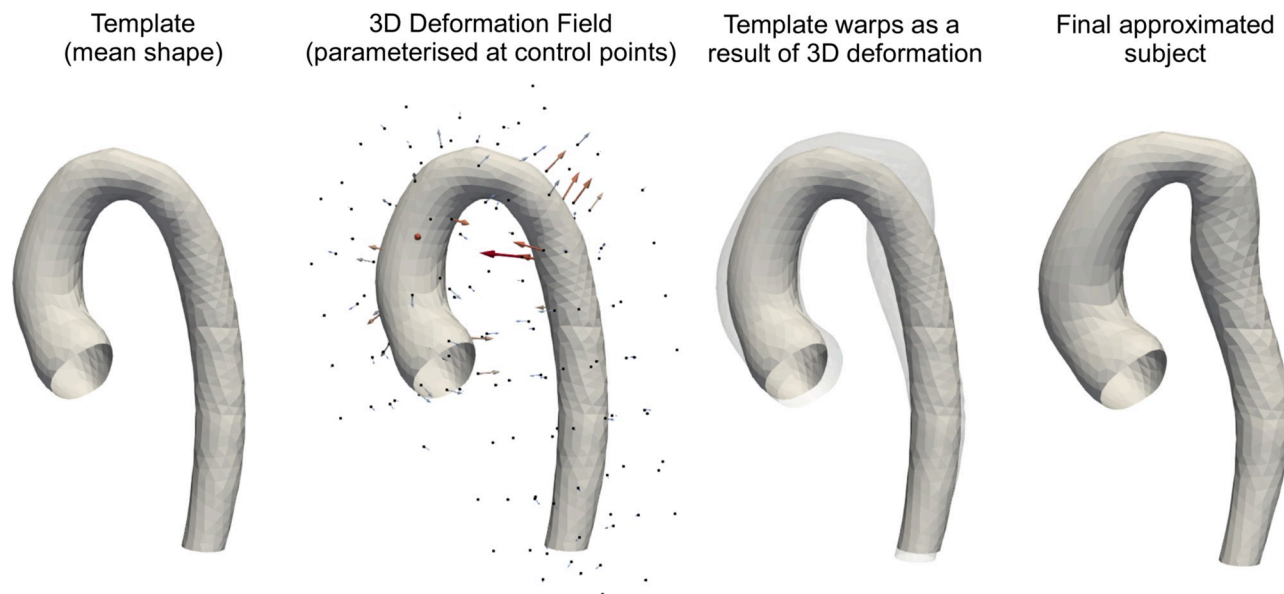 Template
(mean shape)
3D Deformation Field
(parameterised at control points)
Template warps as a
result of 3D deformation
Final approximated
subject